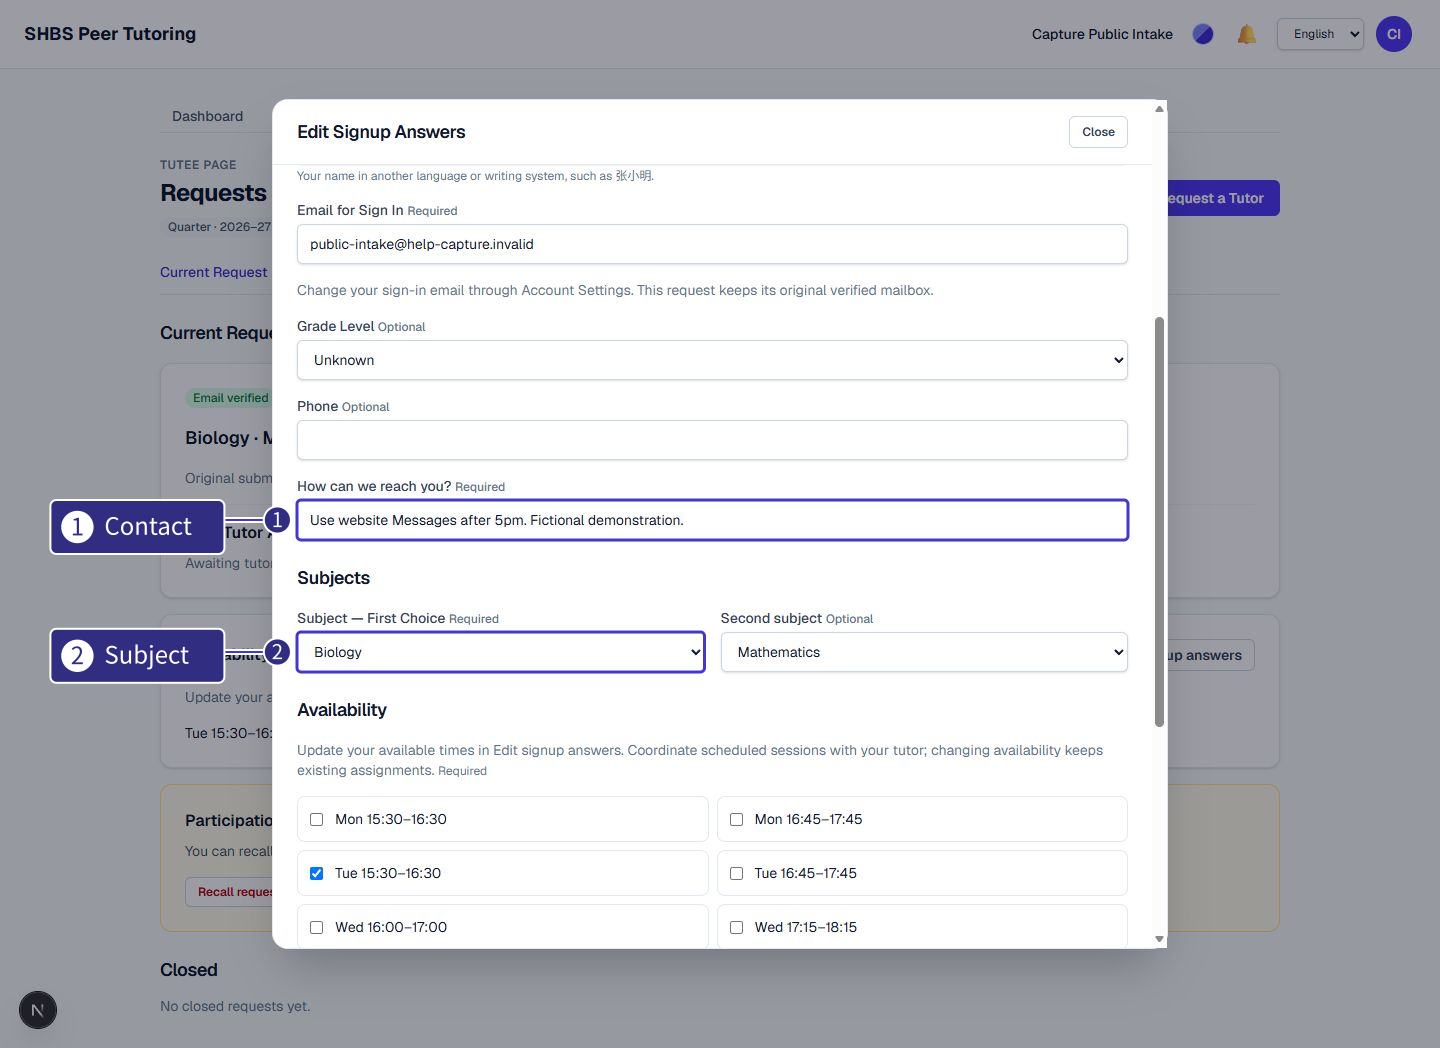 SHBS Peer Tutoring
Capture Public Intake
English
CI
Dashboard
TUTEE PAGE
Requests
Quarter · 2026–27
equest a Tutor
Current Request
Current Reque
Email verified
Biology · M
Original subm
Tutor A
Awaiting tutor
ability
Update your a
Tue 15:30–16:
up answers
Participatio
You can recall
Recall reques
Closed
No closed requests yet.
N
Edit Signup Answers
Close
Your name in another language or writing system, such as 张小明.
Email for Sign In Required
public-intake@help-capture.invalid
Change your sign-in email through Account Settings. This request keeps its original verified mailbox.
Grade Level Optional
Unknown
Phone Optional
How can we reach you? Required
1 Contact 1
Use website Messages after 5pm. Fictional demonstration.
Subjects
Subject — First Choice Required
Second subject Optional
2 Subject 2
Biology
Mathematics
Availability
Update your available times in Edit signup answers. Coordinate scheduled sessions with your tutor; changing availability keeps
existing assignments. Required
Mon 15:30–16:30
Mon 16:45–17:45
Tue 15:30–16:30
Tue 16:45–17:45
Wed 16:00–17:00
Wed 17:15–18:15